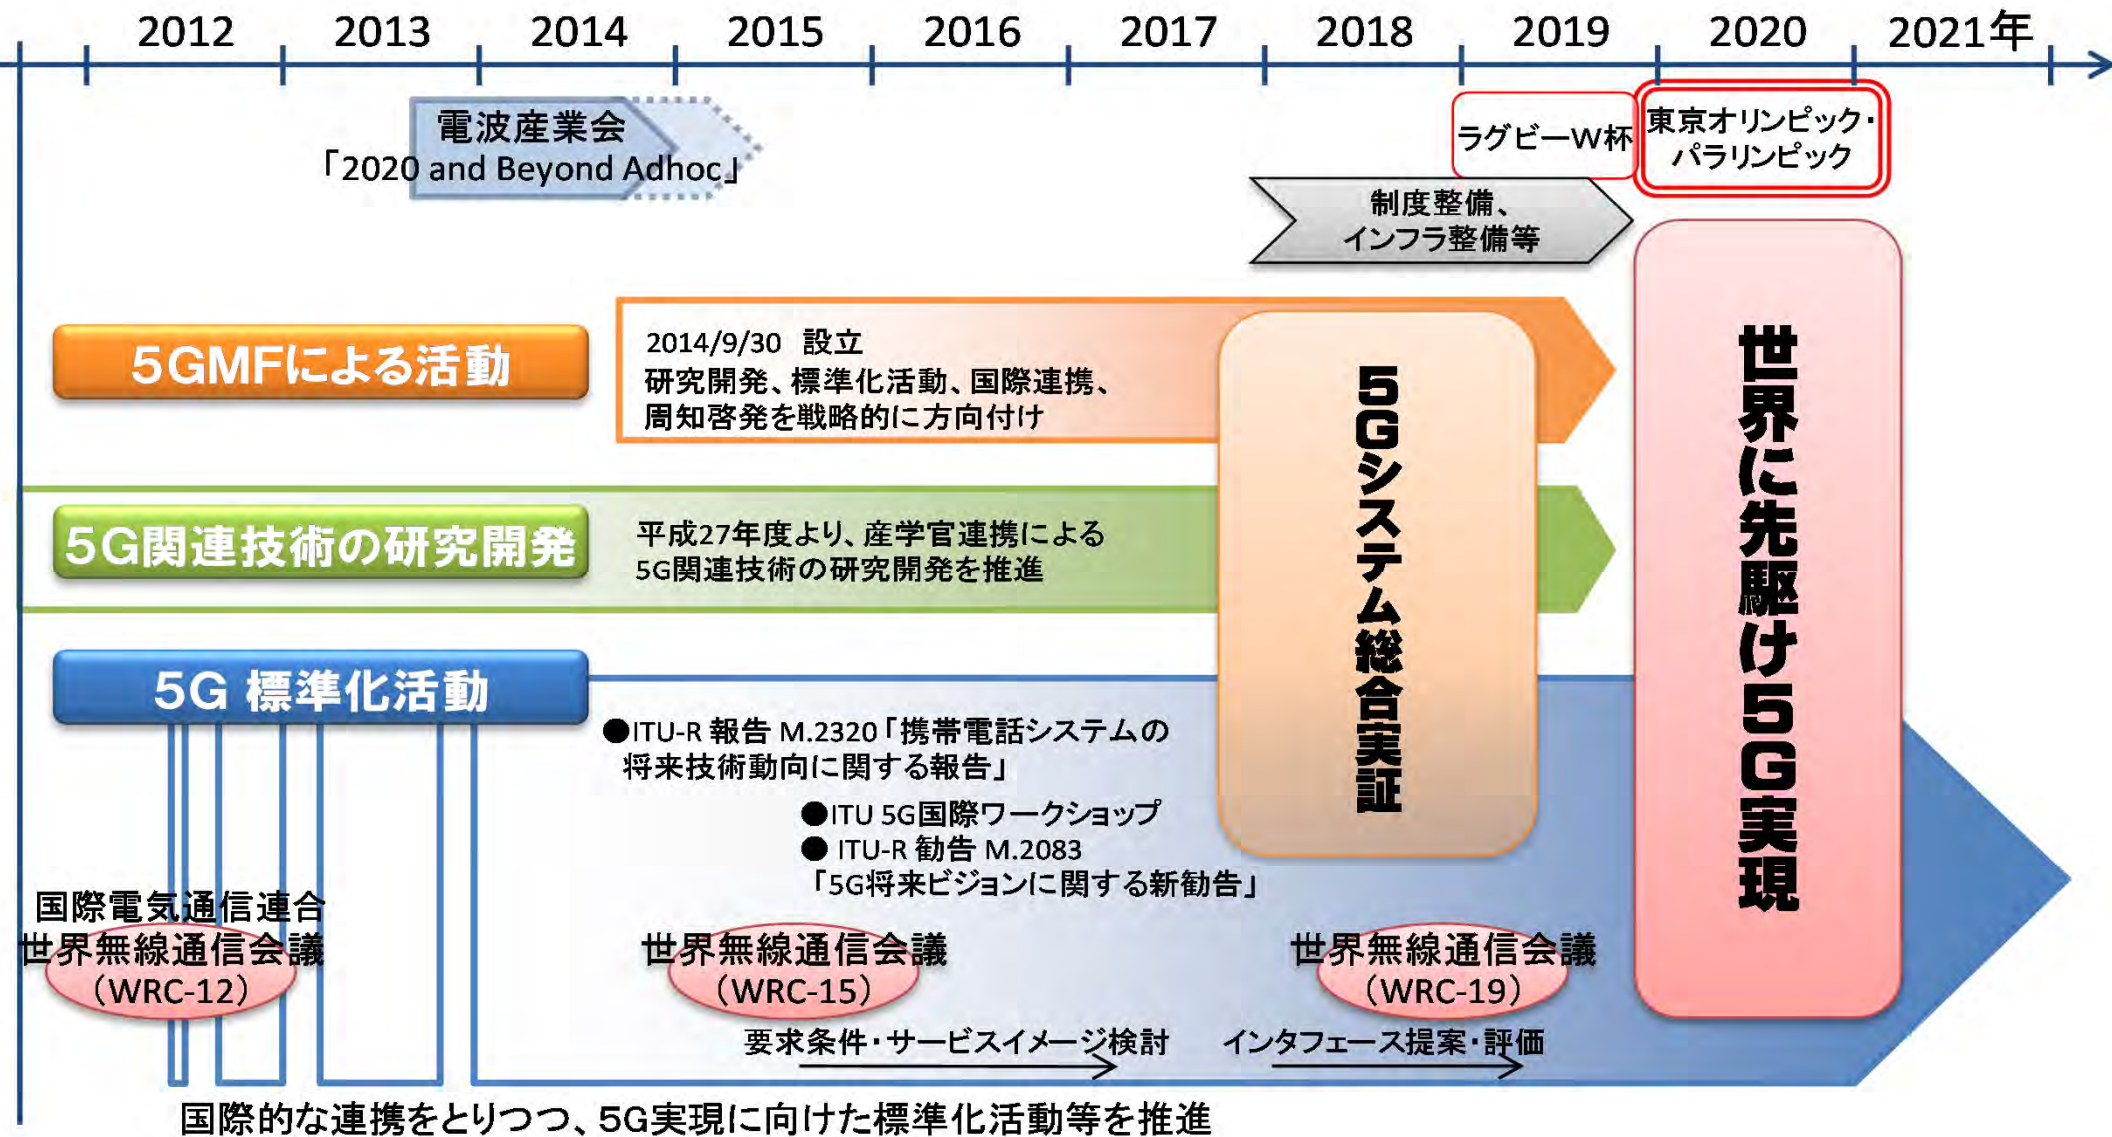 2012 2013 2014 2015 2016 2017 2018 2019 2020 2021年
電波産業会
「2020 and Beyond Adhoc」
ラグビーW杯
東京オリンピック・
パラリンピック
制度整備、
インフラ整備等
5GMFによる活動
2014/9/30 設立
研究開発、標準化活動、国際連携、
周知啓発を戦略的に方向付け
5G関連技術の研究開発
平成27年度より、産学官連携による
5G関連技術の研究開発を推進
5G 標準化活動
●ITU-R 報告 M.2320「携帯電話システムの
将来技術動向に関する報告」
●ITU 5G国際ワークショップ
● ITU-R 勧告 M.2083
「5G将来ビジョンに関する新勧告」
5Gシステム総合実証
世界に先駆け5G実現
国際電気通信連合
世界無線通信会議
（WRC-12）
世界無線通信会議
（WRC-15）
世界無線通信会議
（WRC-19）
要求条件・サービスイメージ検討
インタフェース提案・評価
国際的な連携をとりつつ、5G実現に向けた標準化活動等を推進